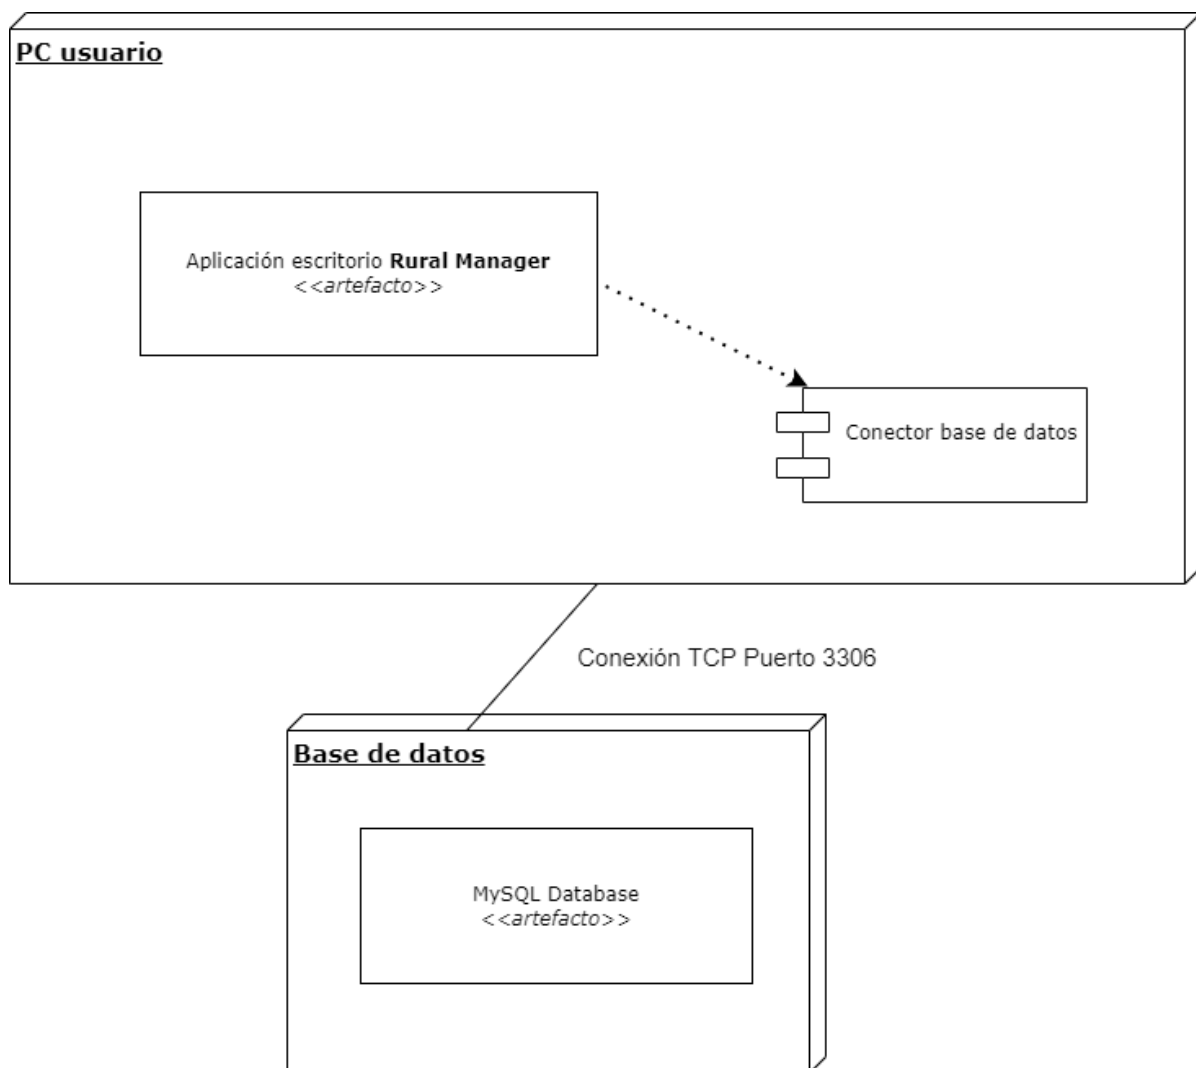 PC usuario
Aplicación escritorio Rural Manager
<<artefacto>>
Conector base de datos
Conexión TCP Puerto 3306
Base de datos
MySQL Database
<<artefacto>>